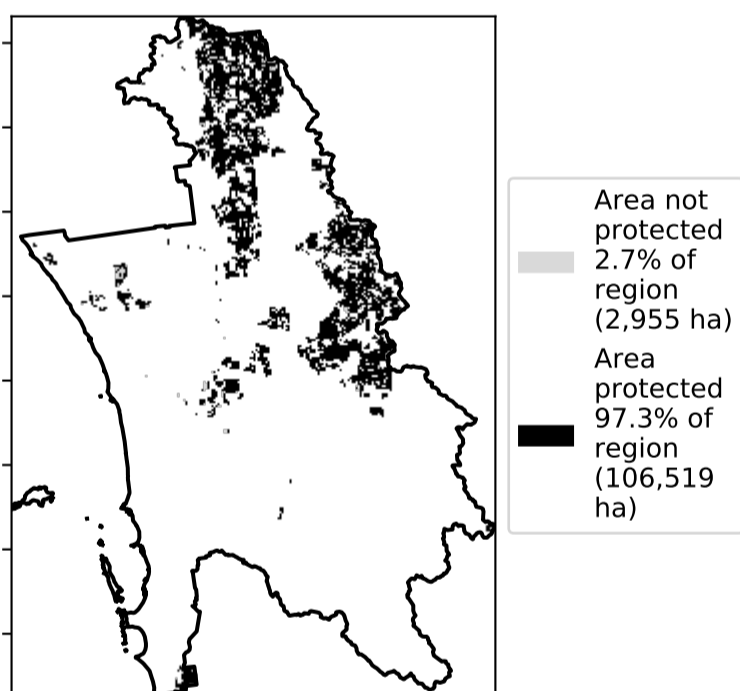 Area not
protected
2.7% of
region
(2,955 ha)
Area
protected
97.3% of
region
(106,519
ha)